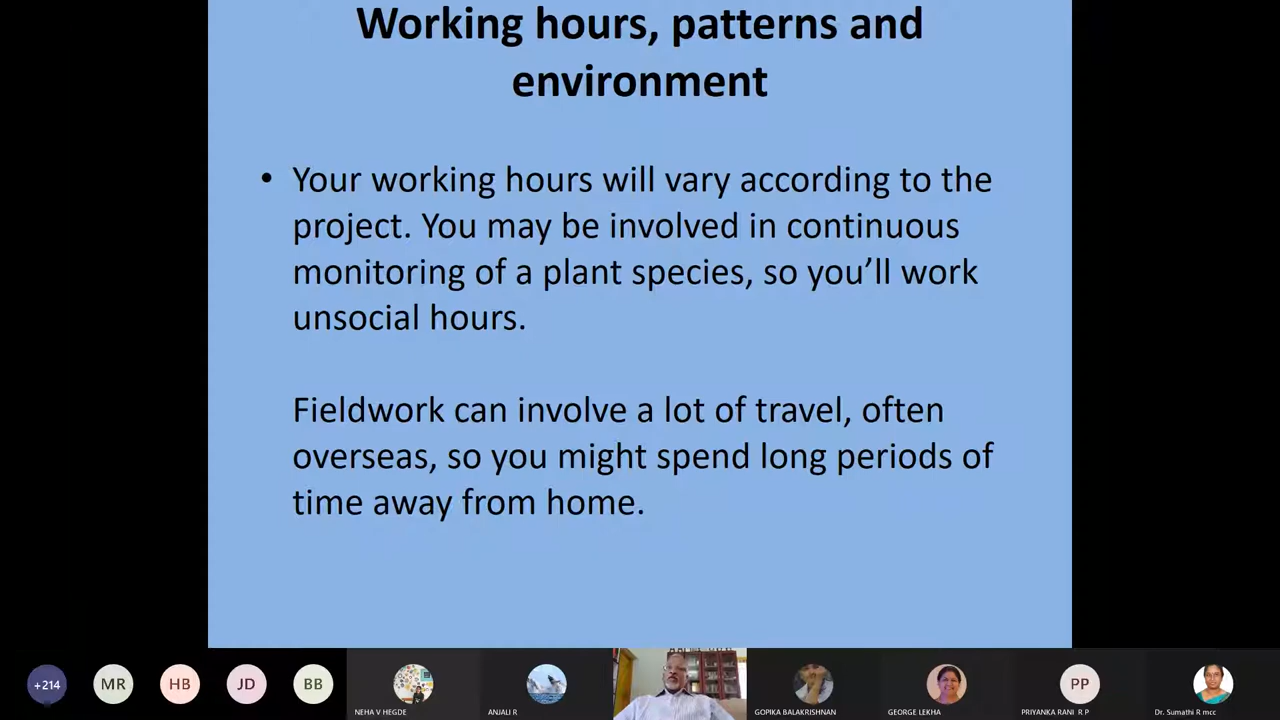 Working hours, patterns and
environment
• Your working hours will vary according to the
project. You may be involved in continuous
monitoring of a plant species, so you’ll work
unsocial hours.
Fieldwork can involve a lot of travel, often
overseas, so you might spend long periods of
time away from home.
+214
MR
HB
JD
BB
PP
NEHA V HEGDE
ANJALI R
GOPIKA BALAKRISHNAN
GEORGE LEKHA
PRIYANKA RANI R P
Dr. Sumathi R mcc